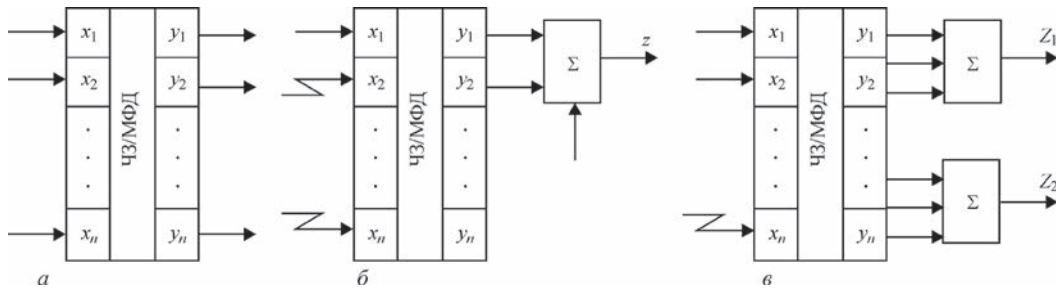 x₁ ЧЗ/МФД y₁
x₂ y₂
. .
. .
. .
xₙ yₙ
а
x₁ ЧЗ/МФД y₁ Σ z
x₂ y₂
. .
. .
. .
xₙ yₙ
б
x₁ ЧЗ/МФД y₁ Σ Z₁
x₂ y₂
. .
. .
. .
Σ Z₂
xₙ yₙ
в